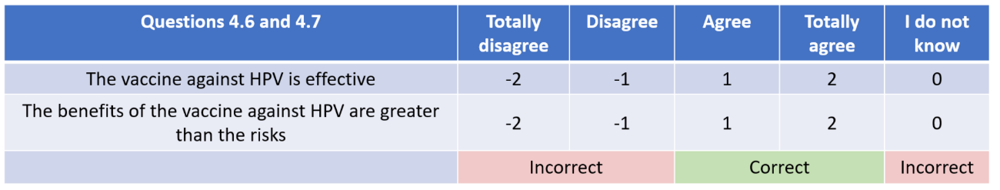 Questions 4.6 and 4.7 Totally disagree Disagree Agree Totally agree I do not know
The vaccine against HPV is effective -2 -1 1 2 0
The benefits of the vaccine against HPV are greater than the risks -2 -1 1 2 0
Incorrect Correct Incorrect